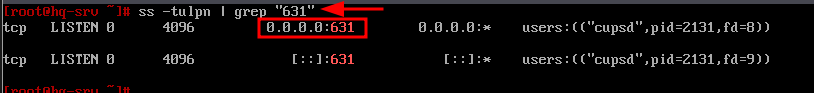 [root@hq-srv ~]# ss -tulpn | grep "631"
tcp LISTEN 0 4096 0.0.0.0:631 0.0.0.0:* users:(("cupsd",pid=2131,fd=8))
tcp LISTEN 0 4096 [::]:631 [::]:* users:(("cupsd",pid=2131,fd=9))
[root@hq-srv ~]#